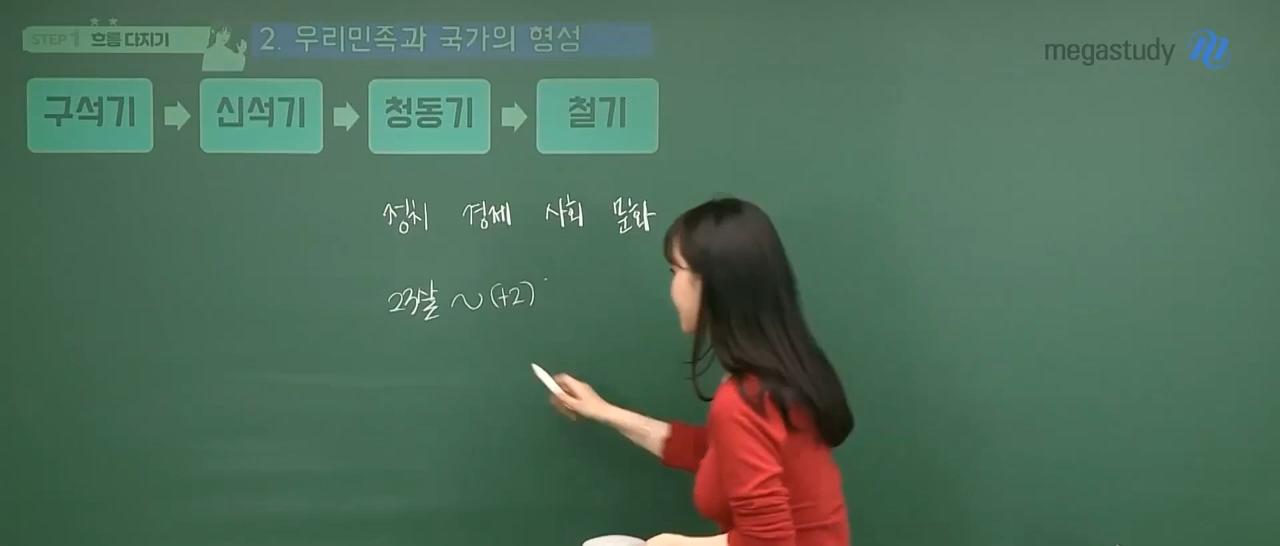 STEP 1 흐름 다지기
2. 우리민족과 국가의 형성
megastudy
구석기 신석기 청동기 철기
정치 경제 사회 문화
23살 ~ (+2)